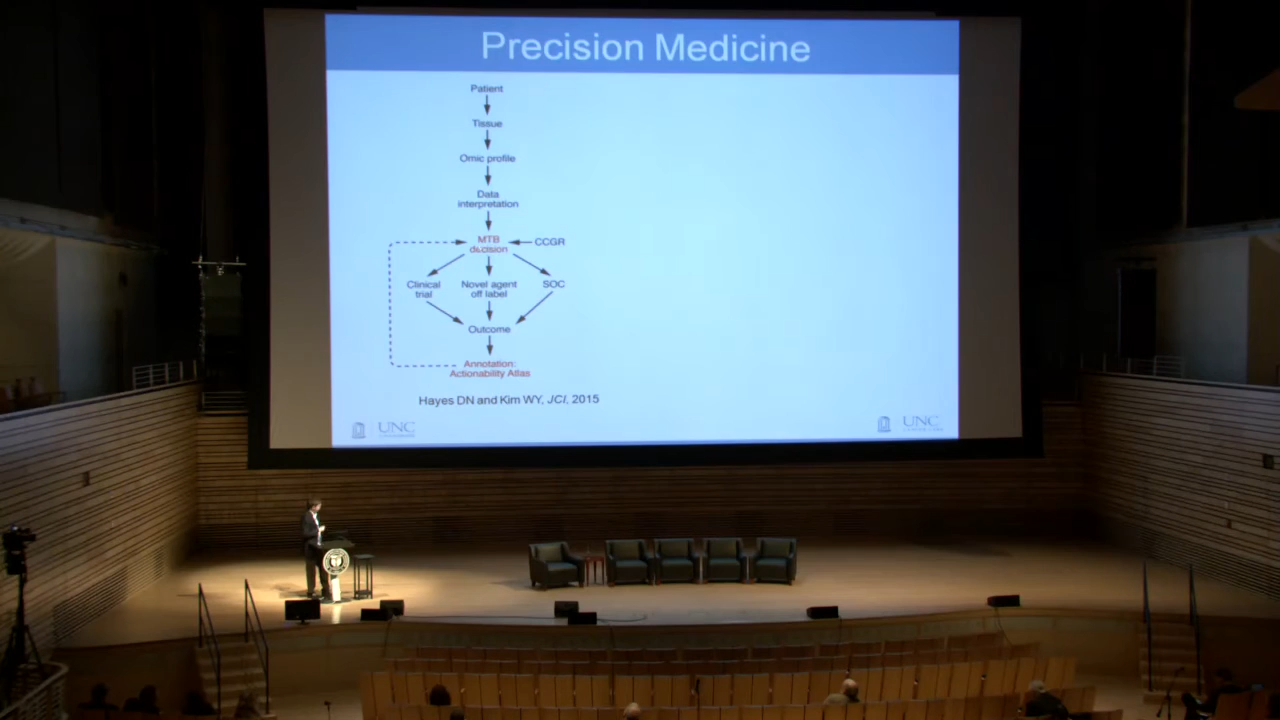 Precision Medicine
Patient
Tissue
Omic profile
Data
interpretation
MTB
decision
CCGR
Clinical
trial
Novel agent
off label
SOC
Outcome
Annotation:
Actionability Atlas
Hayes DN and Kim WY, JCI, 2015
UNC
UNC